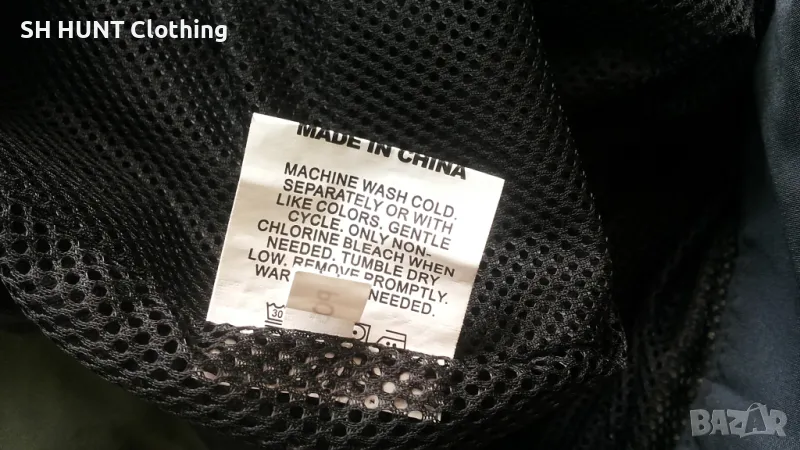 SH HUNT Clothing
MADE IN CHINA
MACHINE WASH COLD.
SEPARATELY OR WITH
LIKE COLORS, GENTLE
CYCLE, ONLY NON-
CHLORINE BLEACH WHEN
NEEDED. TUMBLE DRY
LOW, REMOVE PROMPTLY.
WAR NEEDED.
30
BAZAR